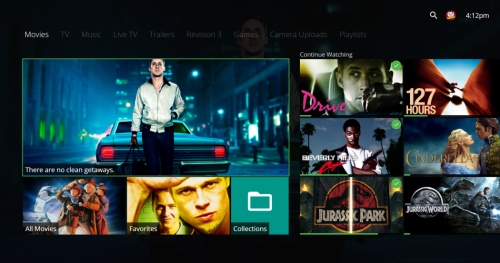 4:12pm
Movies TV Music Live TV Trailers Revision 3 Games Camera Uploads Playlists
Continue Watching
Drive
127 HOURS
There are no clean getaways.
BEVERLY HILLS COP
CINDERELLA
All Movies
Favorites
Collections
JURASSIC PARK
JURASSIC WORLD